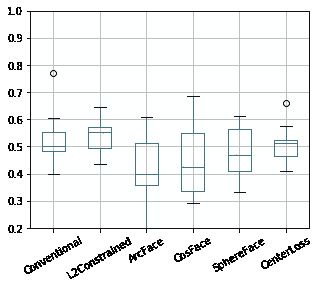 1.0
0.9
0.8
0.7
0.6
0.5
0.4
0.3
0.2
Conventional
L2Constrained
ArcFace
CosFace
SphereFace
CenterLoss